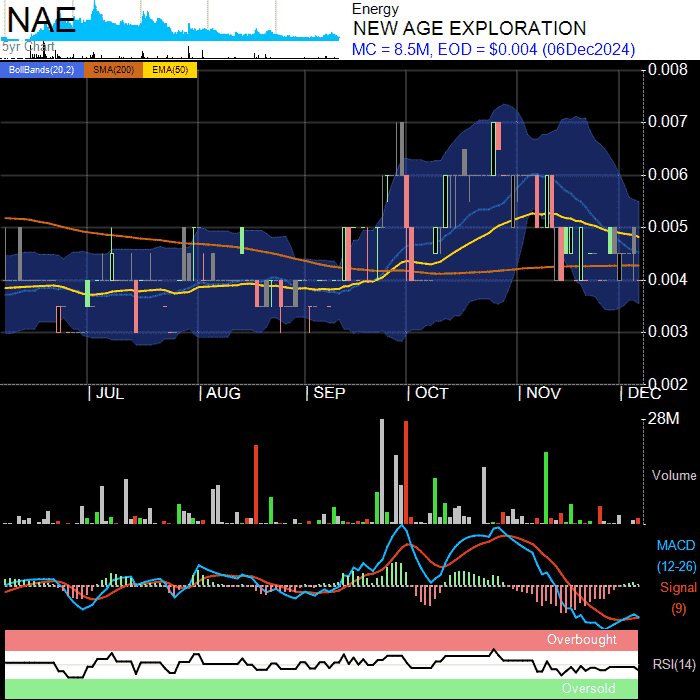 NAE
5yr Chart
Energy
NEW AGE EXPLORATION
MC = 8.5M, EOD = $0.004 (06Dec2024)
BollBands(20,2) SMA(200) EMA(50)
0.008
0.007
0.006
0.005
0.004
0.003
0.002
| JUL | AUG | SEP | OCT | NOV | DEC
28M
Volume
MACD
(12-26)
Signal
(9)
Overbought
RSI(14)
Oversold